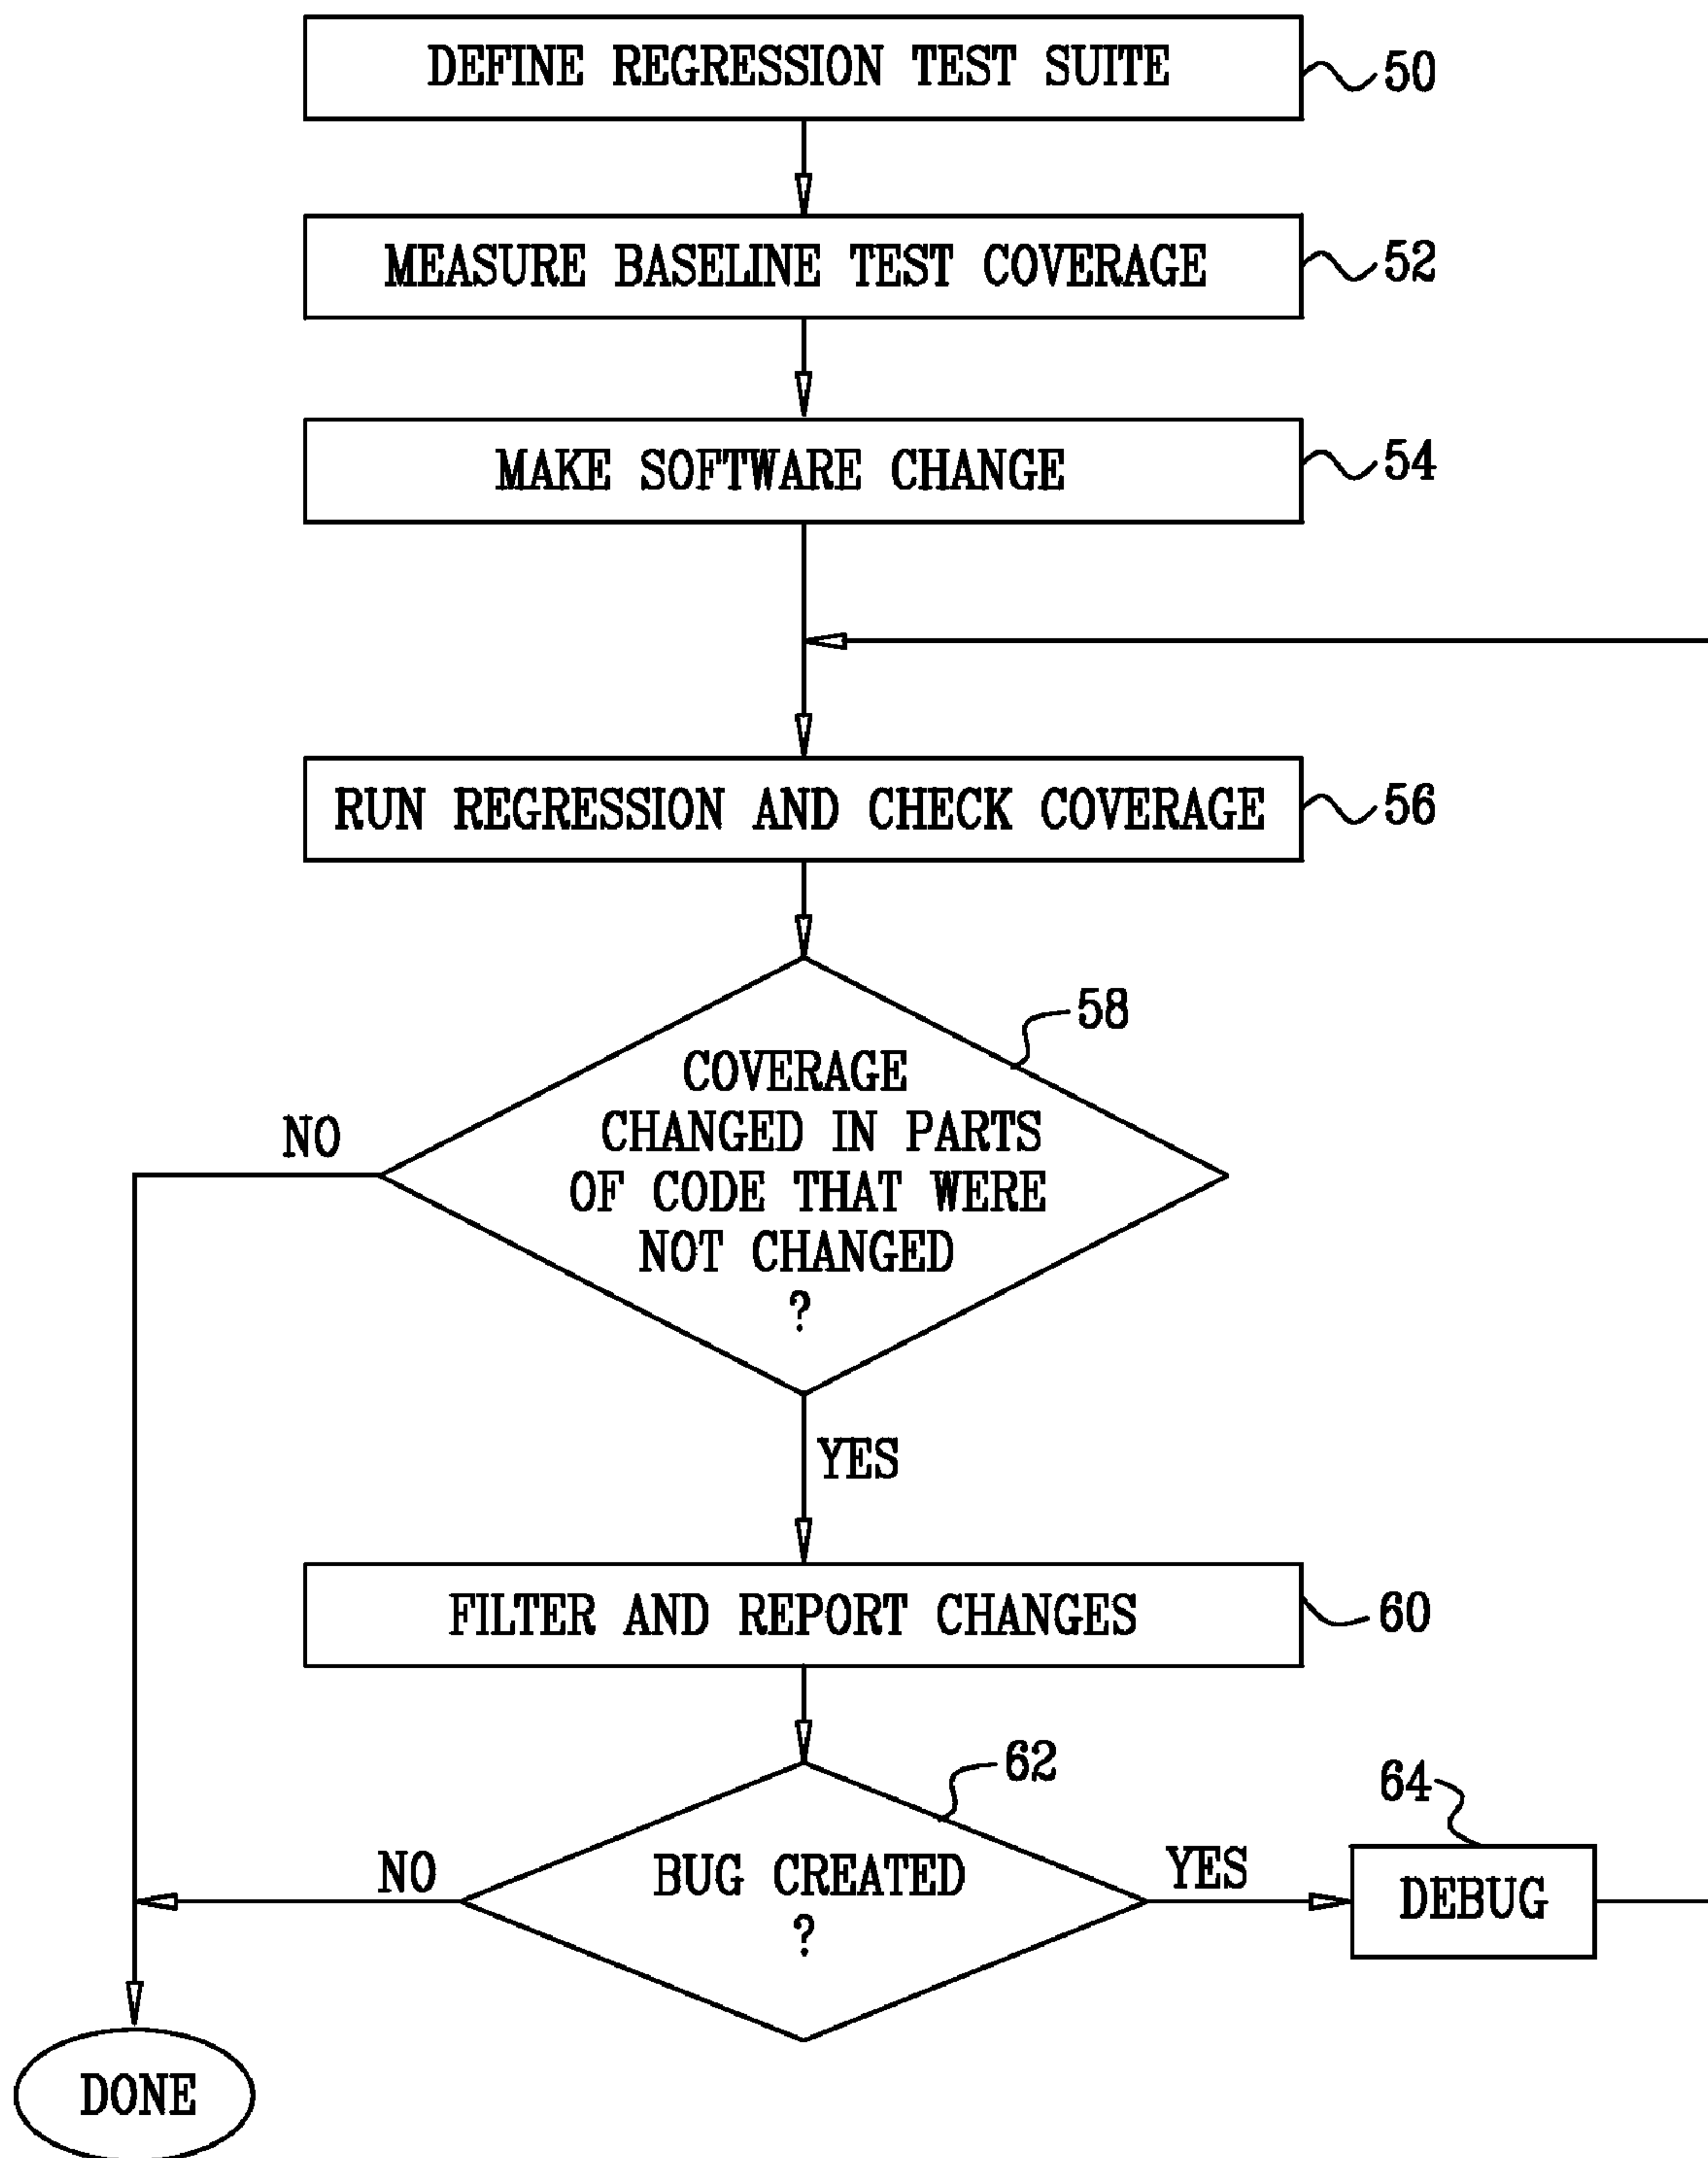 DEFINE REGRESSION TEST SUITE
50
MEASURE BASELINE TEST COVERAGE
52
MAKE SOFTWARE CHANGE
54
RUN REGRESSION AND CHECK COVERAGE
56
58
COVERAGE
CHANGED IN PARTS
OF CODE THAT WERE
NOT CHANGED
?
NO
YES
FILTER AND REPORT CHANGES
60
62
BUG CREATED
?
NO
YES
64
DEBUG
DONE